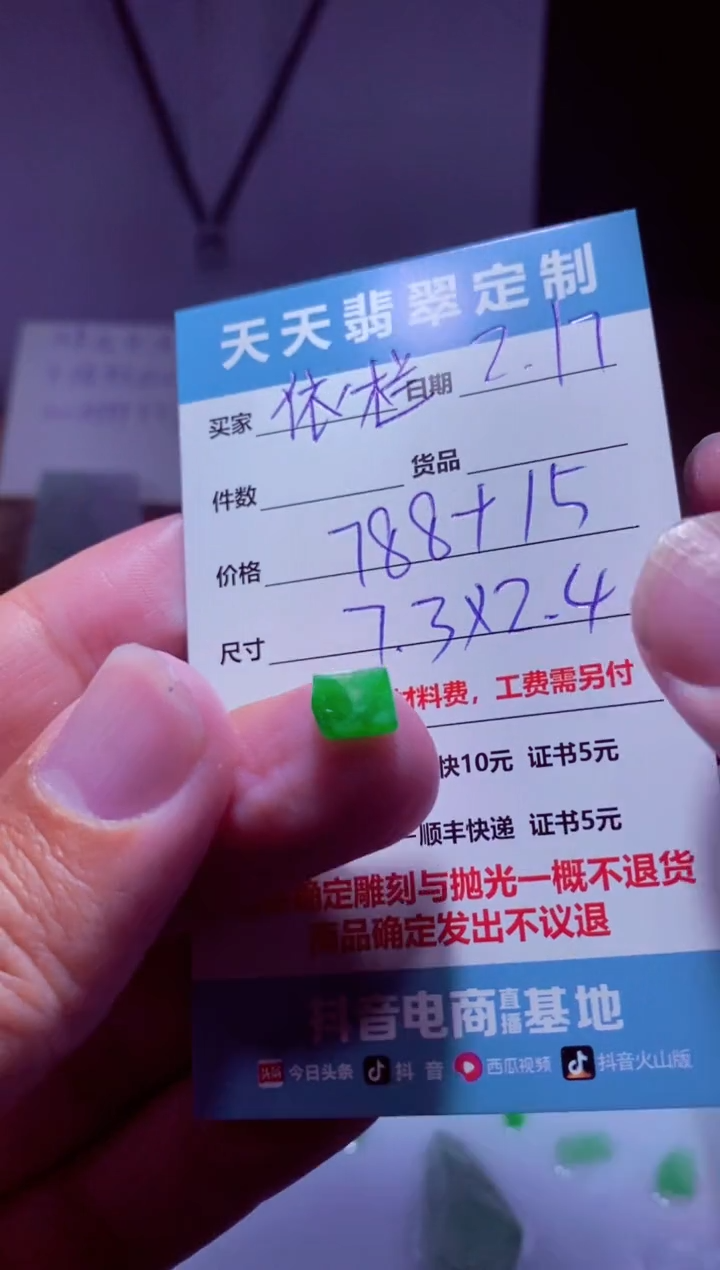 天天翡翠定制
买家 依栏 日期 2.17
件数 货品
价格 788+15
尺寸 7.3X2.4
材料费，工费需另付
快10元 证书5元
顺丰快递 证书5元
确定雕刻与抛光一概不退货
商品确定发出不议退
抖音电商直播基地
头条 今日头条 抖音 西瓜视频 抖音火山版